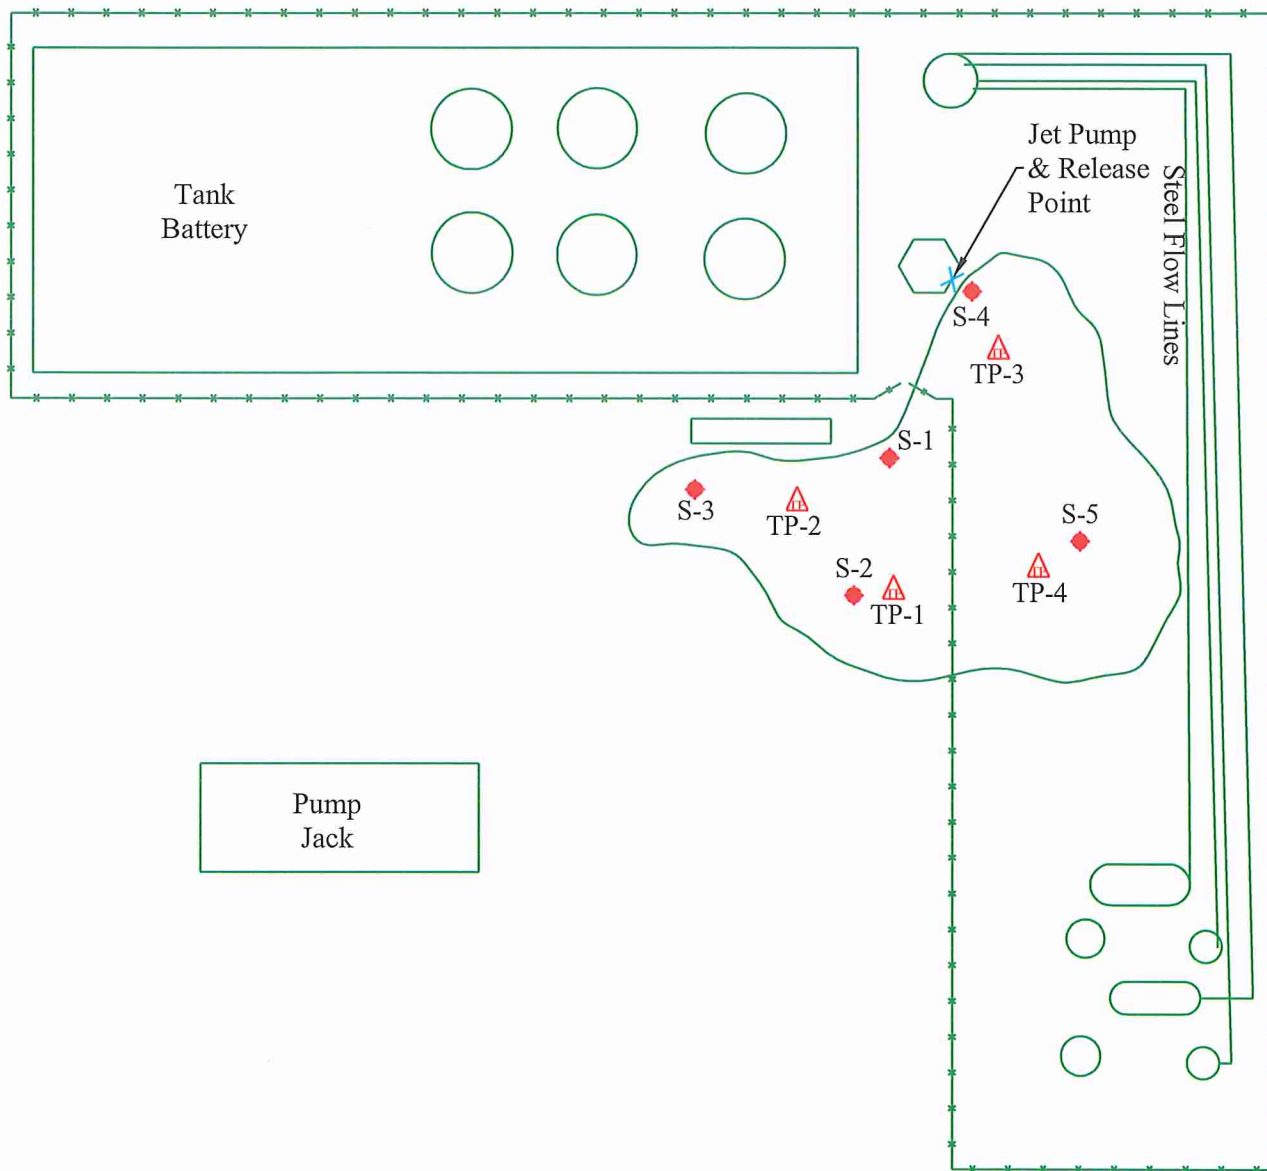 Jet Pump
& Release
Point
Tank
Battery
Steel Flow Lines
S-4
TP-3
S-1
S-3
TP-2
S-5
S-2
TP-4
TP-1
Pump
Jack